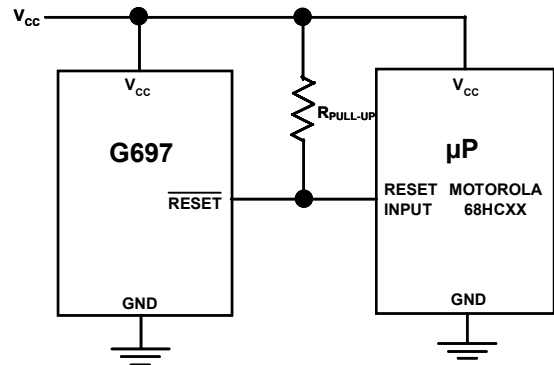 Vcc
Vcc
G697
RESET
GND
RPULL-UP
Vcc
µP
RESET MOTOROLA
INPUT 68HCXX
GND